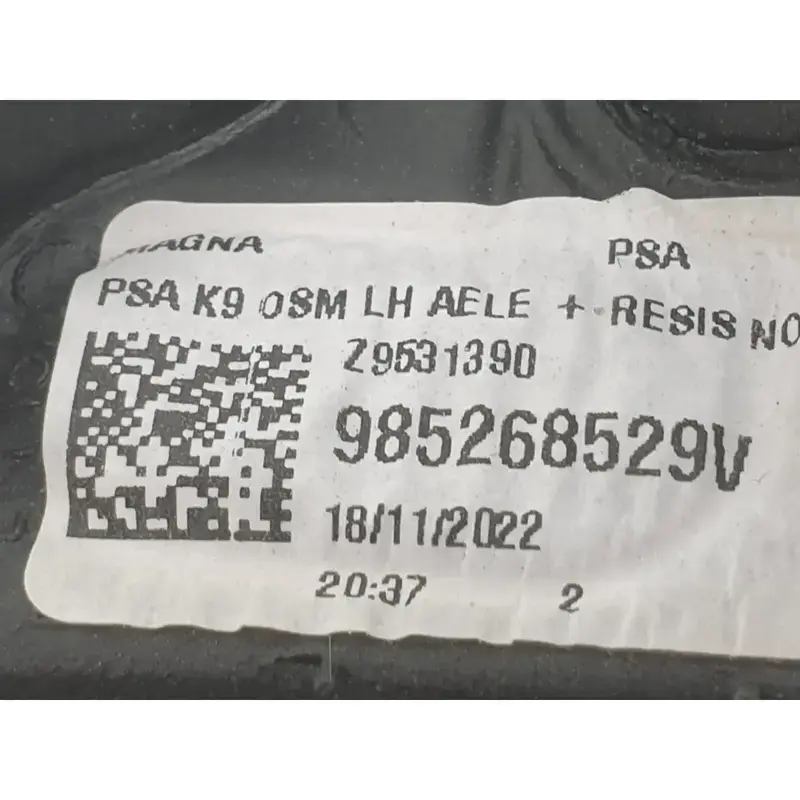 MAGNA PSA
PSA K9 OSM LH AELE + RESIS NO
Z9531390
985268529V
18/11/2022
20:37 2